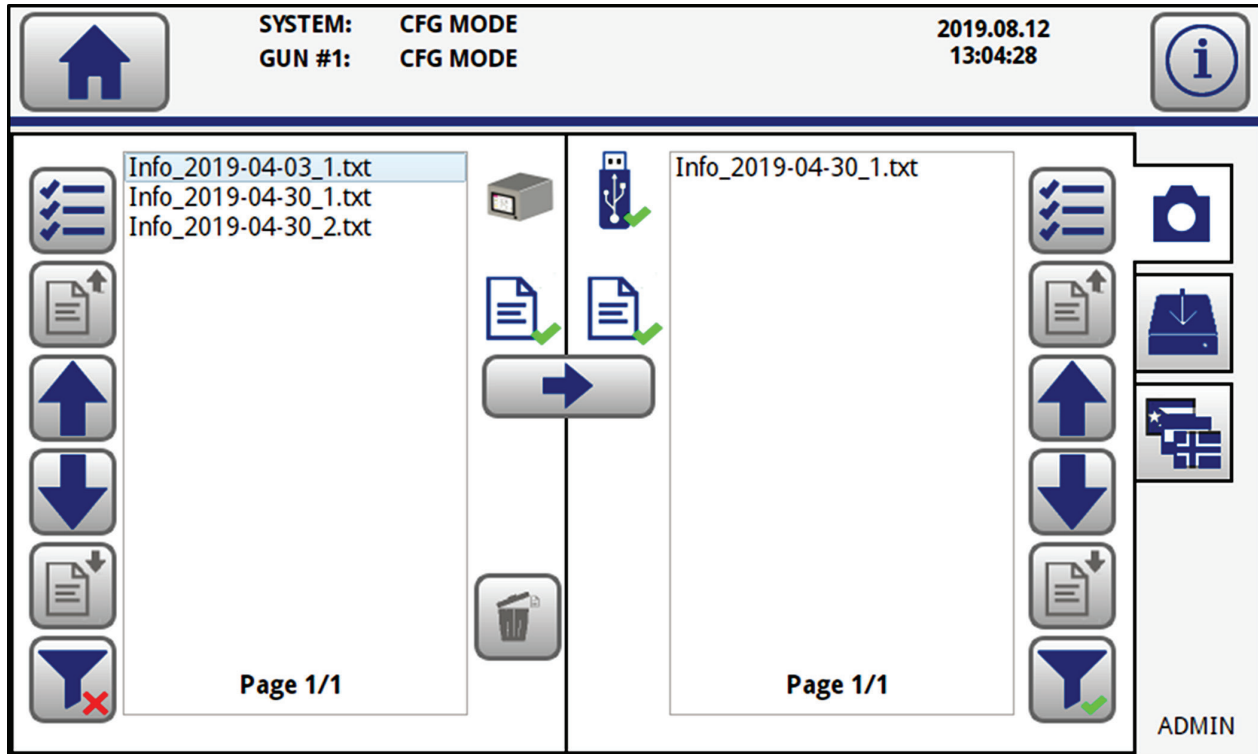 SYSTEM: CFG MODE
GUN #1: CFG MODE
2019.08.12
13:04:28
i
Info_2019-04-03_1.txt
Info_2019-04-30_1.txt
Info_2019-04-30_2.txt
Page 1/1
Info_2019-04-30_1.txt
Page 1/1
ADMIN